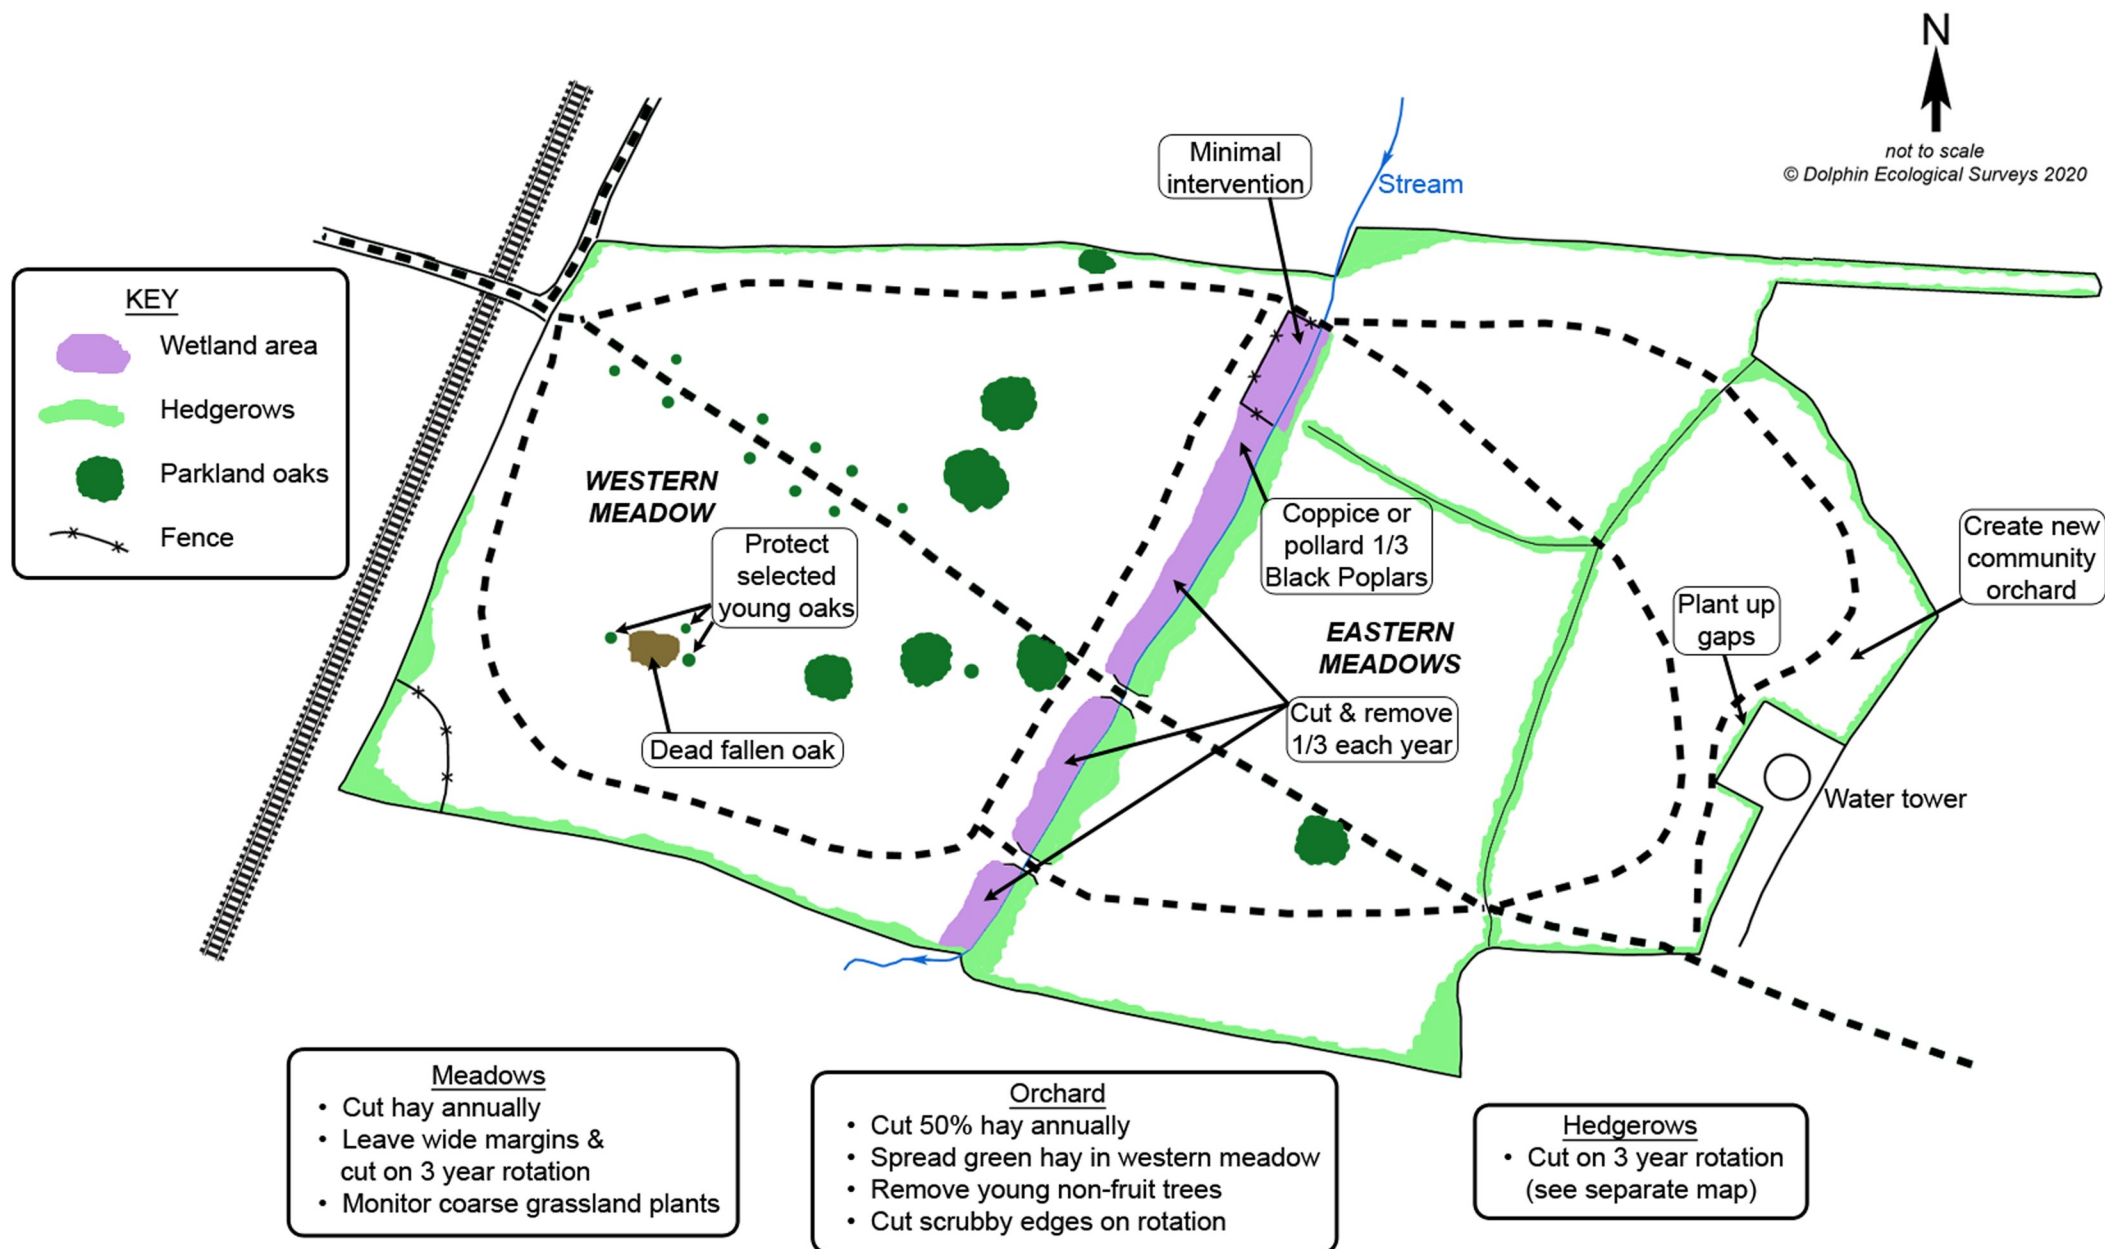 N
not to scale
© Dolphin Ecological Surveys 2020
Minimal
intervention
Stream
KEY
Wetland area
Hedgerows
Parkland oaks
Fence
WESTERN
MEADOW
Protect
selected
young oaks
Dead fallen oak
Coppice or
pollard 1/3
Black Poplars
EASTERN
MEADOWS
Cut & remove
1/3 each year
Create new
community
orchard
Plant up
gaps
Water tower
Meadows
• Cut hay annually
• Leave wide margins &
cut on 3 year rotation
• Monitor coarse grassland plants
Orchard
• Cut 50% hay annually
• Spread green hay in western meadow
• Remove young non-fruit trees
• Cut scrubby edges on rotation
Hedgerows
• Cut on 3 year rotation
(see separate map)